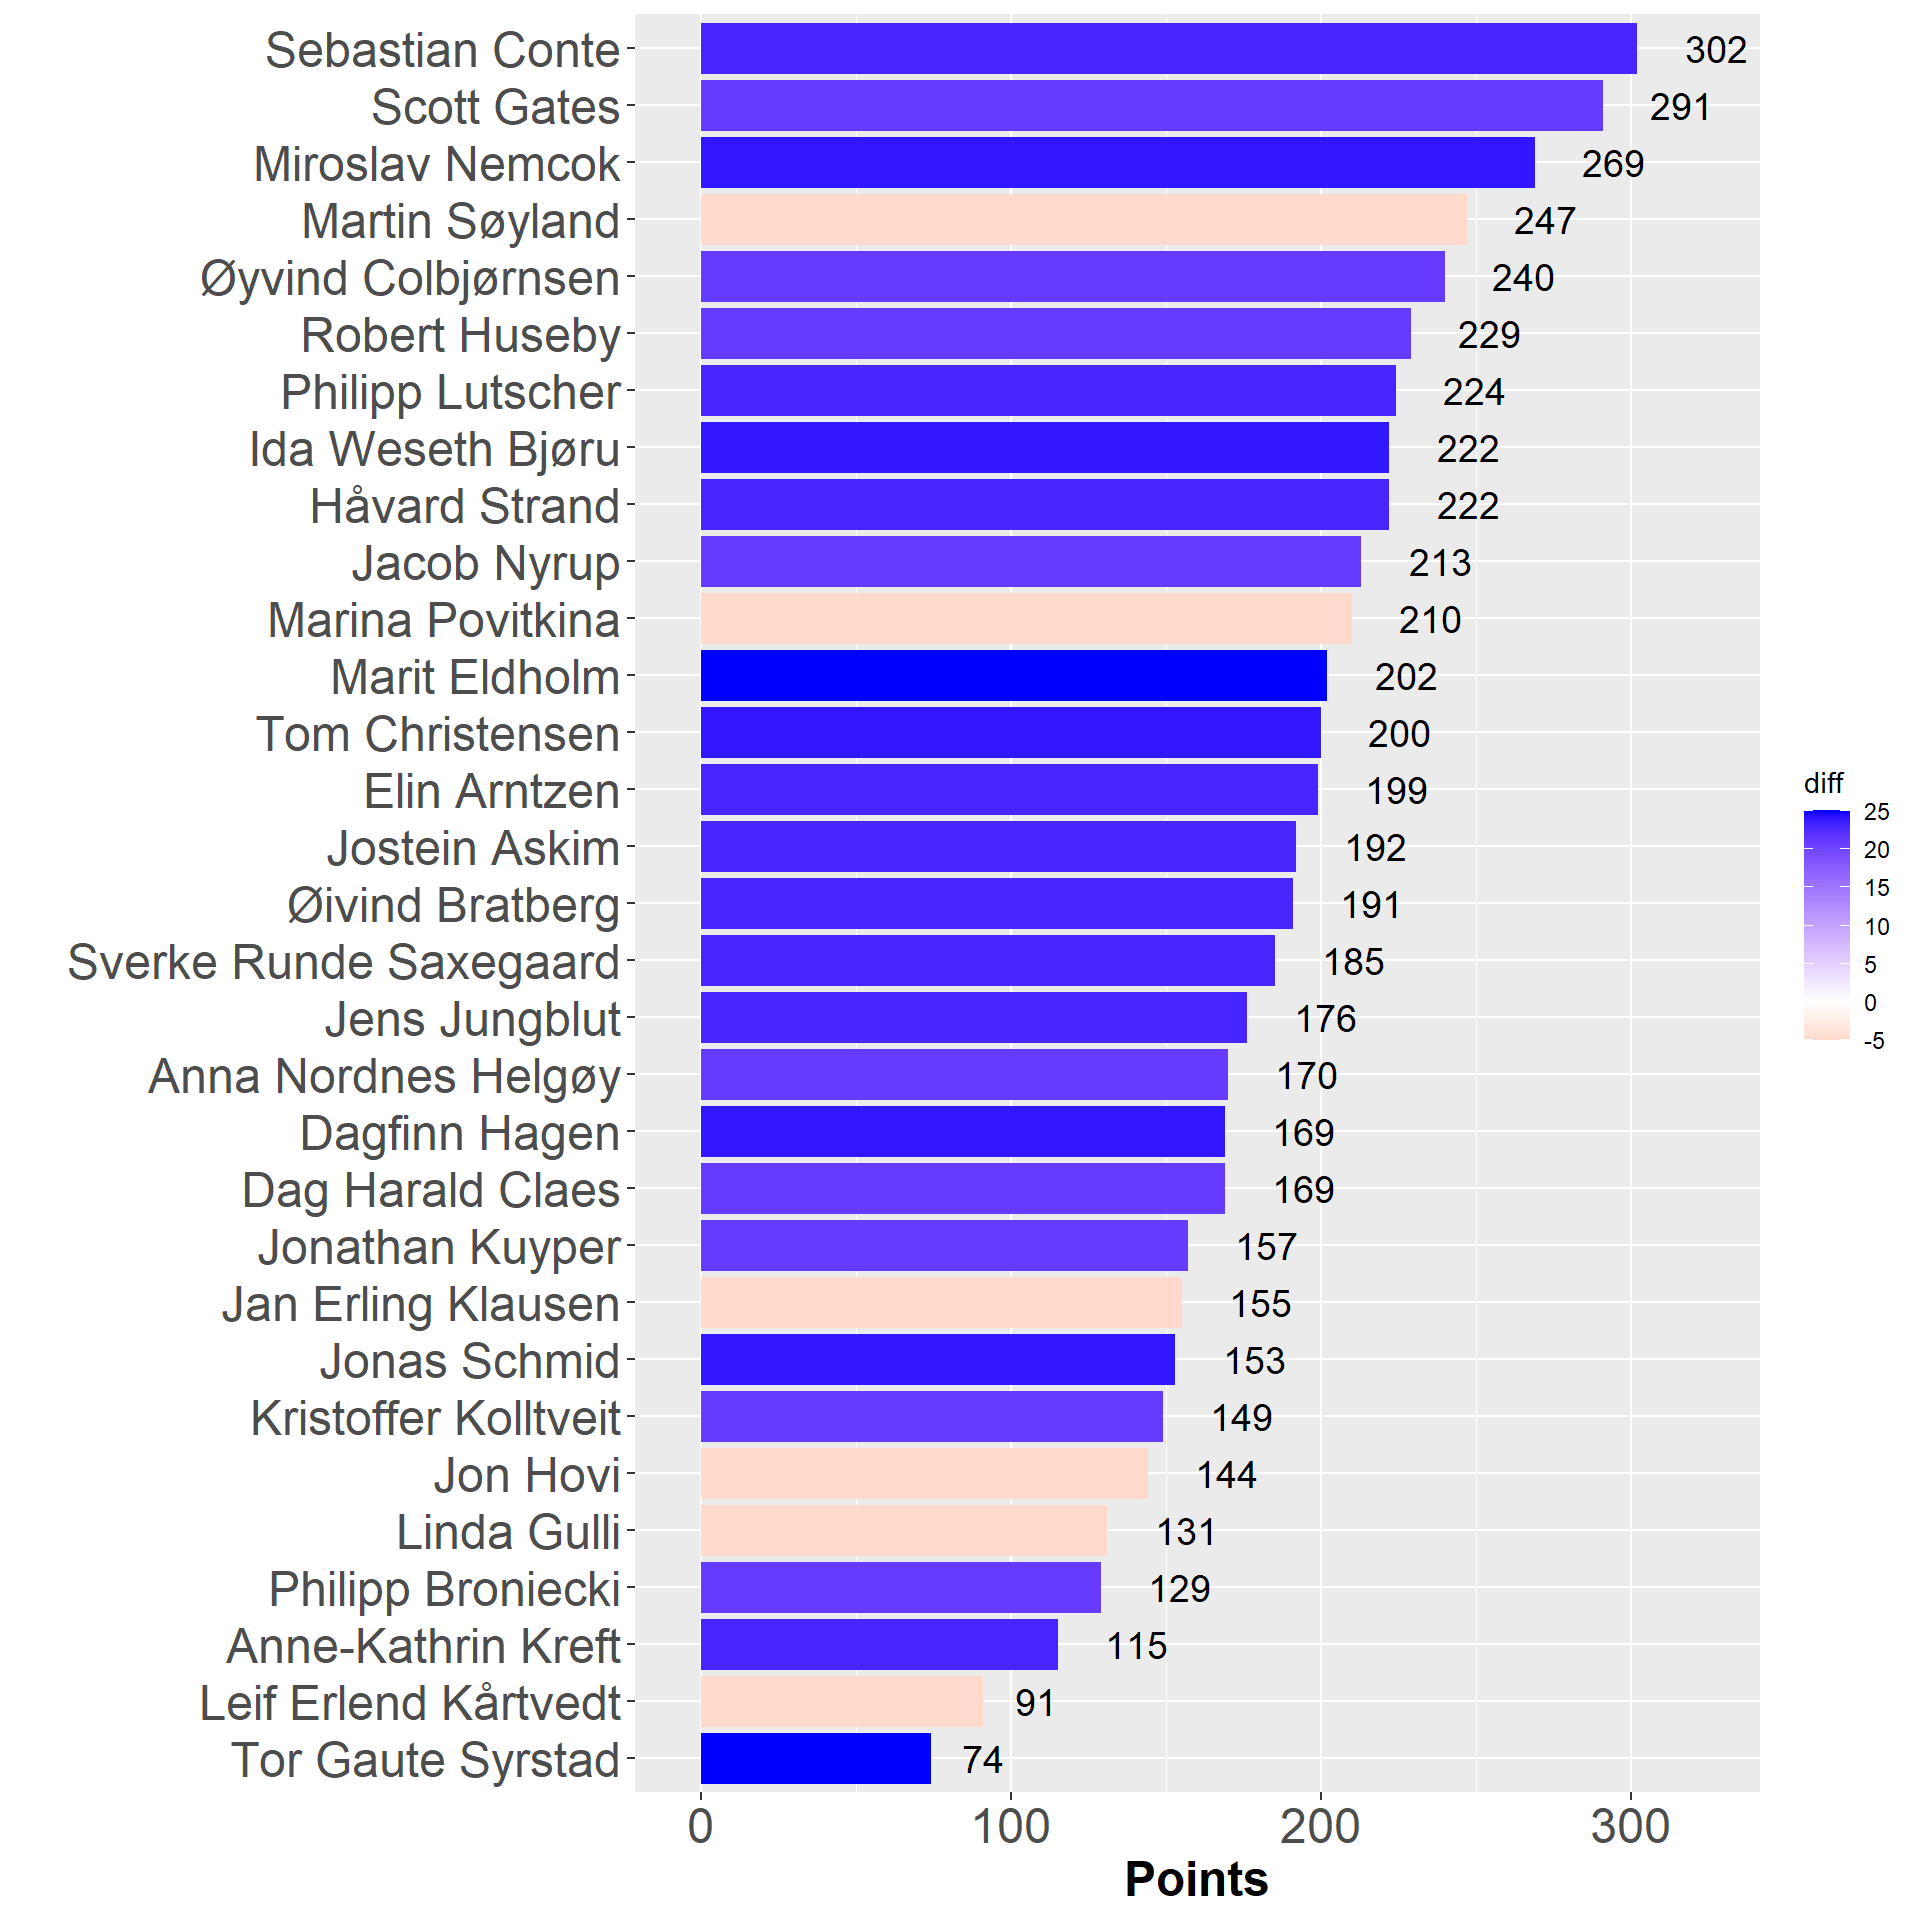 Sebastian Conte 302
Scott Gates 291
Miroslav Nemcok 269
Martin Søyland 247
Øyvind Colbjørnsen 240
Robert Huseby 229
Philipp Lutscher 224
Ida Weseth Bjøru 222
Håvard Strand 222
Jacob Nyrup 213
Marina Povitkina 210
Marit Eldholm 202
Tom Christensen 200
Elin Arntzen 199
Jostein Askim 192
Øivind Bratberg 191
Sverke Runde Saxegaard 185
Jens Jungblut 176
Anna Nordnes Helgøy 170
Dagfinn Hagen 169
Dag Harald Claes 169
Jonathan Kuyper 157
Jan Erling Klausen 155
Jonas Schmid 153
Kristoffer Kolltveit 149
Jon Hovi 144
Linda Gulli 131
Philipp Broniecki 129
Anne-Kathrin Kreft 115
Leif Erlend Kårtvedt 91
Tor Gaute Syrstad 74
0 100 200 300
Points
diff
25
20
15
10
5
0
-5